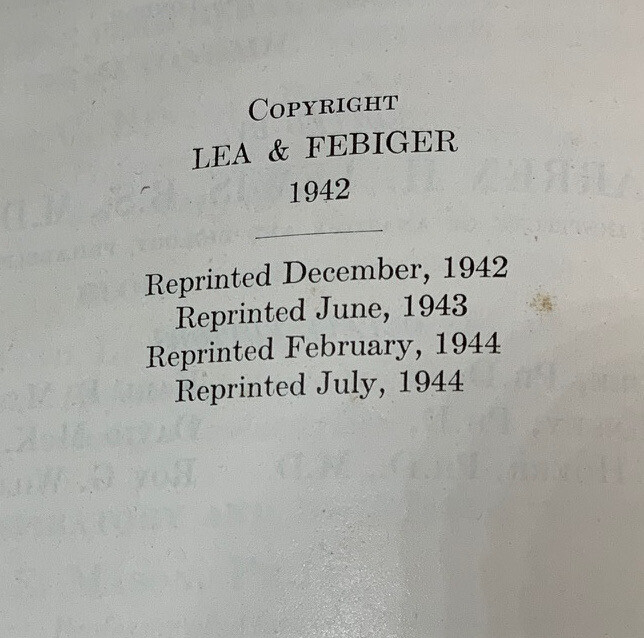 COPYRIGHT
LEA & FEBIGER
1942
Reprinted December, 1942
Reprinted June, 1943
Reprinted February, 1944
Reprinted July, 1944